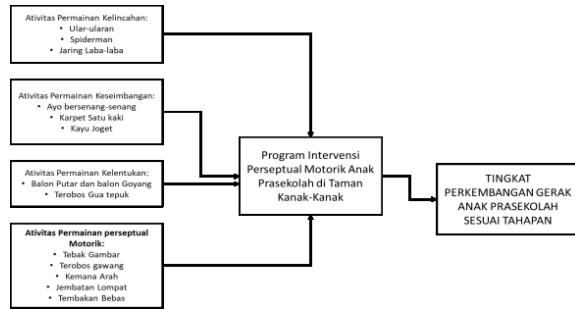 Ativitas Permainan Kelincahan:
• Ular-ularan
• Spiderman
• Jaring Laba-laba
Ativitas Permainan Keseimbangan:
• Ayo bersenang-senang
• Karpet Satu kaki
• Kayu Joget
Ativitas Permainan Kelentukan:
• Balon Putar dan balon Goyang
• Terobos Gua tepuk
Ativitas Permainan perseptual
Motorik:
• Tebak Gambar
• Terobos gawang
• Kemana Arah
• Jembatan Lompat
• Tembakan Bebas
Program Intervensi
Perseptual Motorik Anak
Prasekolah di Taman
Kanak-Kanak
TINGKAT
PERKEMBANGAN GERAK
ANAK PRASEKOLAH
SESUAI TAHAPAN